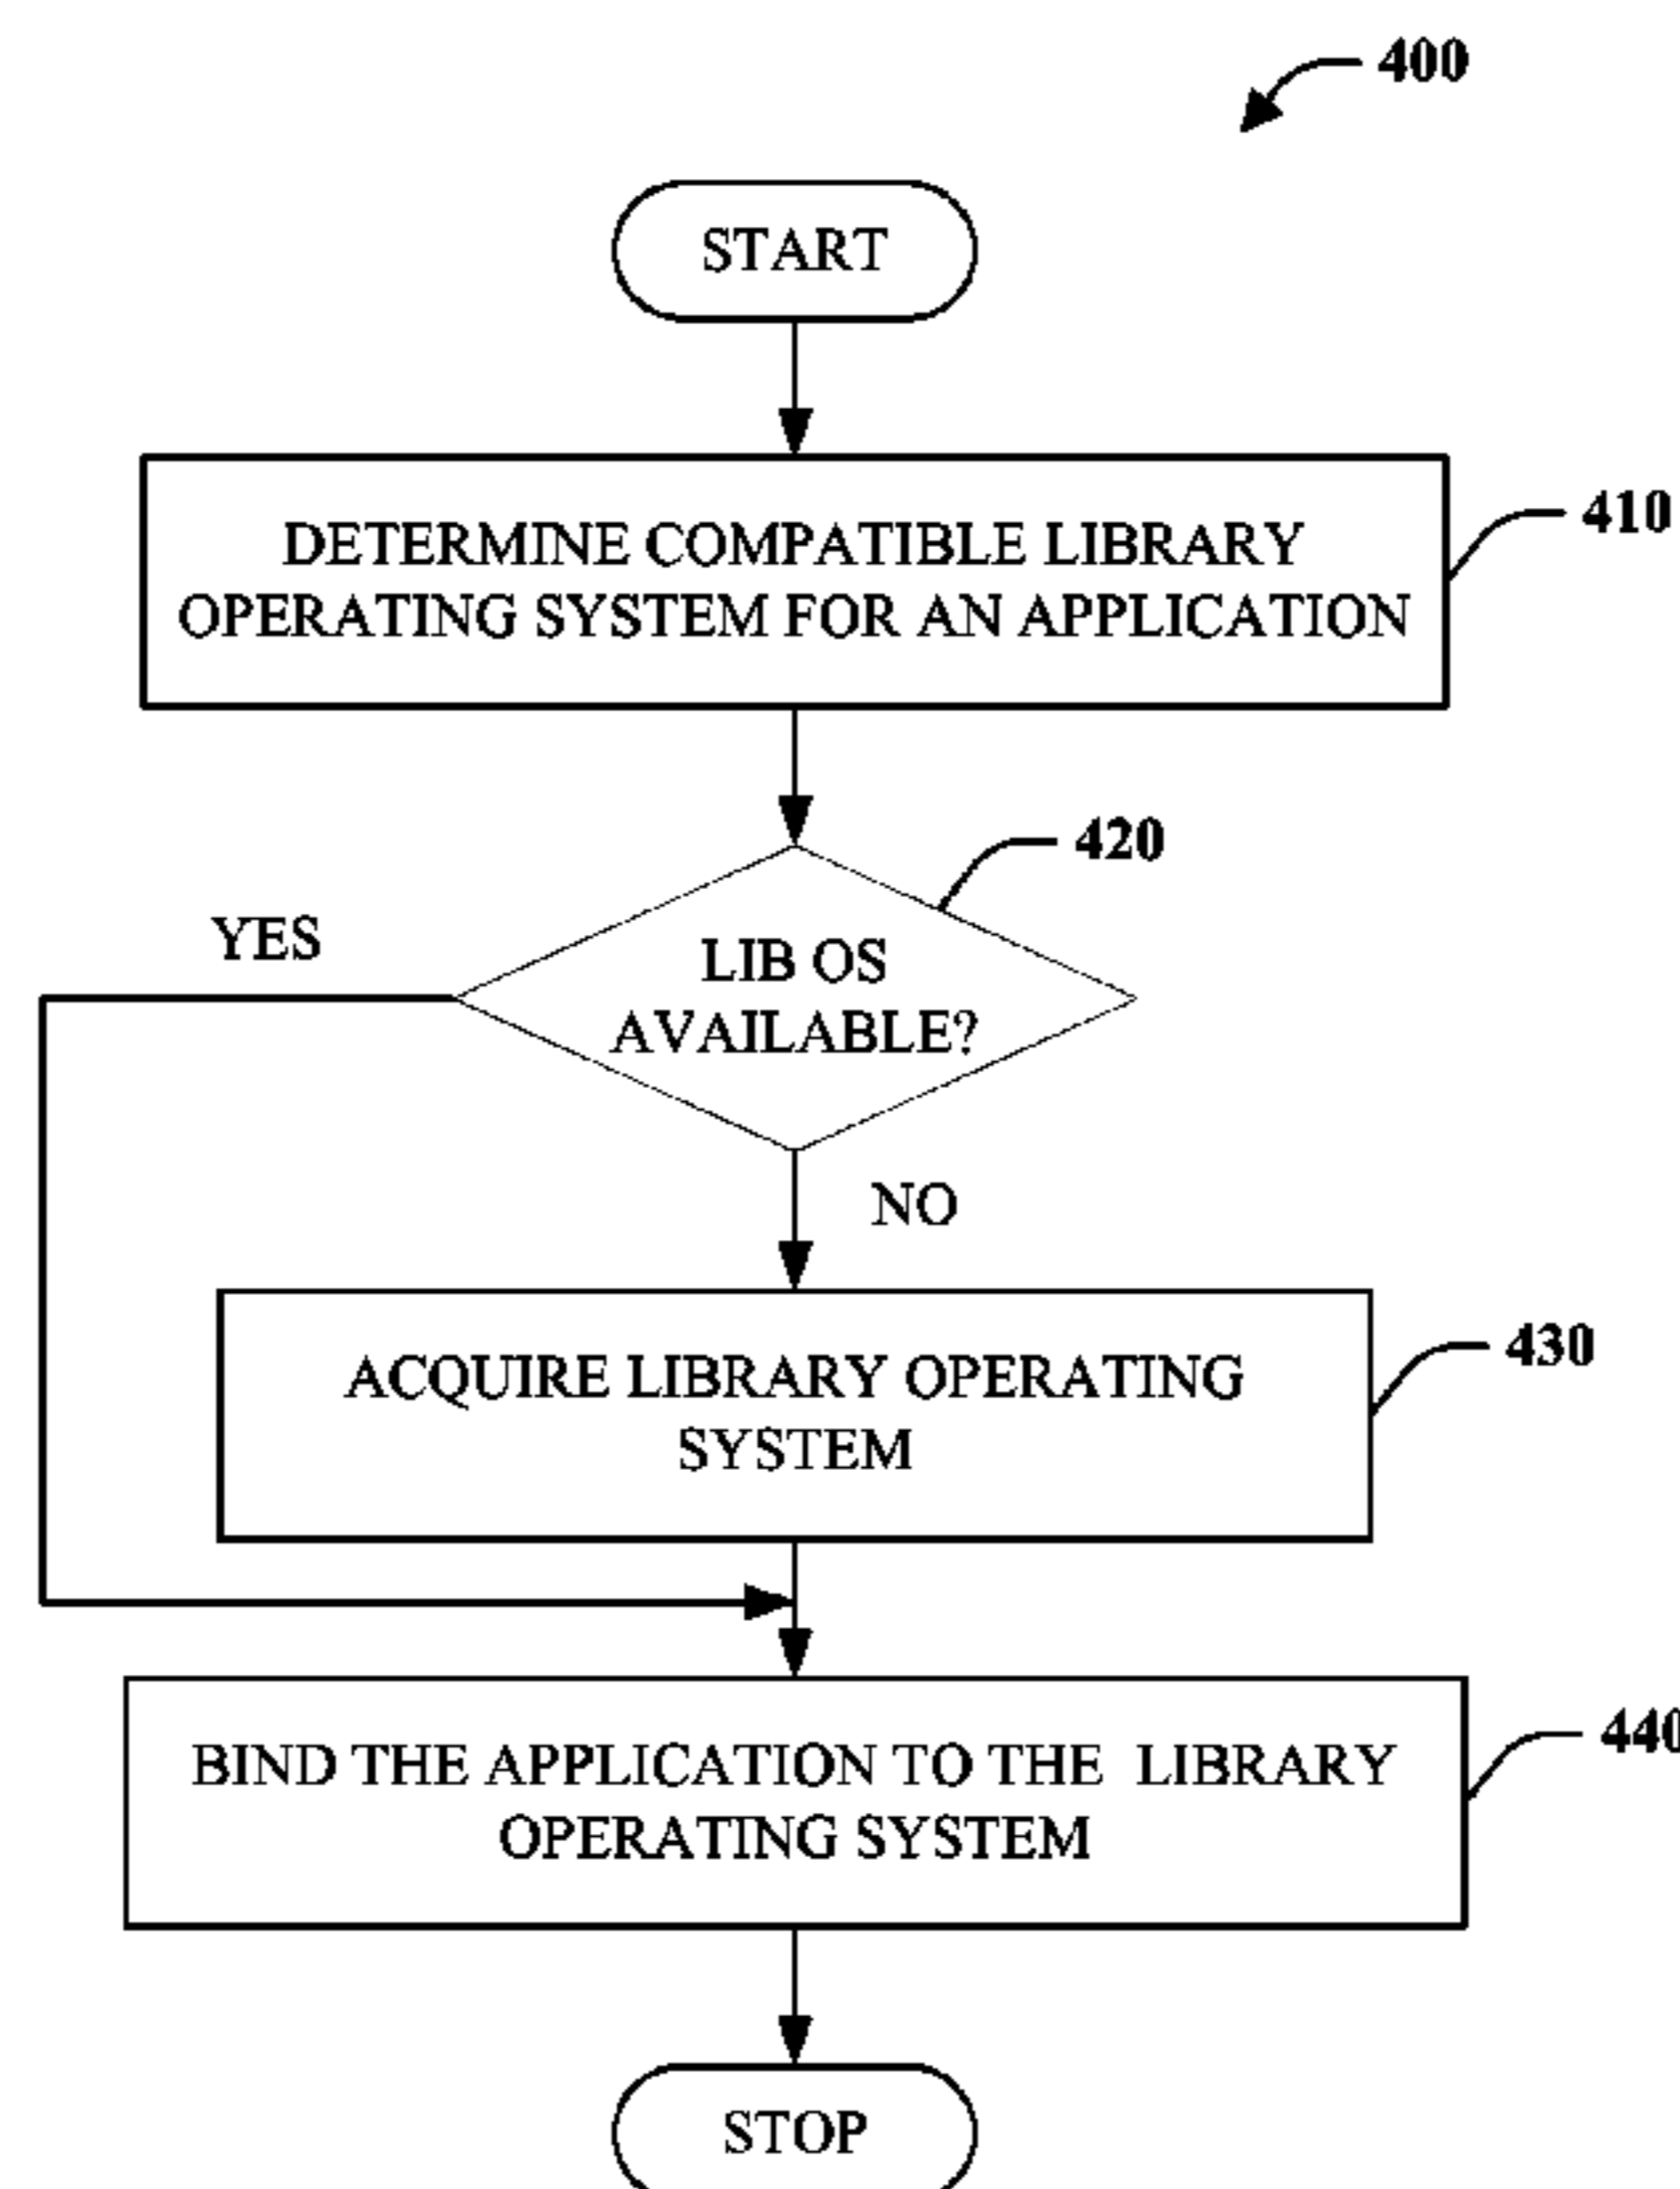 400
START
DETERMINE COMPATIBLE LIBRARY
OPERATING SYSTEM FOR AN APPLICATION
410
420
YES
LIB OS
AVAILABLE?
NO
ACQUIRE LIBRARY OPERATING
SYSTEM
430
BIND THE APPLICATION TO THE LIBRARY
OPERATING SYSTEM
440
STOP